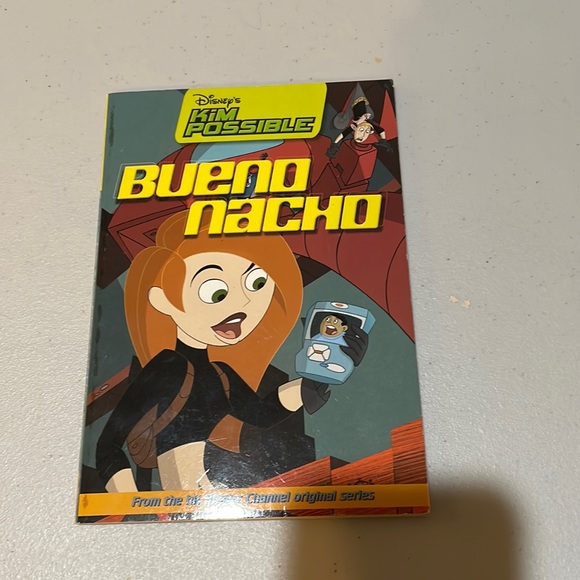 Disney's
Kim
Possible
Bueno
nacho
From the Channel original series